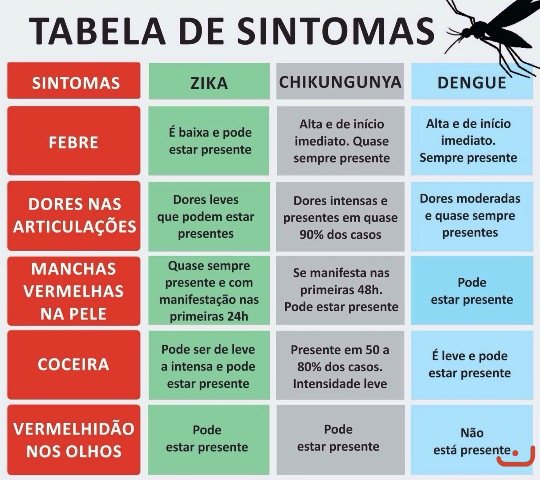 TABELA DE SINTOMAS
SINTOMAS
ZIKA
CHIKUNGUNYA
DENGUE
FEBRE
É baixa e pode
estar presente
Alta e de início
imediato. Quase
sempre presente
Alta e de início
imediato.
Sempre presente
DORES NAS
ARTICULAÇÕES
Dores leves
que podem estar
presentes
Dores intensas e
presentes em quase
90% dos casos
Dores moderadas
e quase sempre
presentes
MANCHAS
VERMELHAS
NA PELE
Quase sempre
presente e com
manifestação nas
primeiras 24h
Se manifesta nas
primeiras 48h.
Pode estar presente
Pode
estar presente
COCEIRA
Pode ser de leve
a intensa e pode
estar presente
Presente em 50 a
80% dos casos.
Intensidade leve
É leve e pode
estar presente
VERMELHIDÃO
NOS OLHOS
Pode
estar presente
Pode
estar presente
Não
está presente